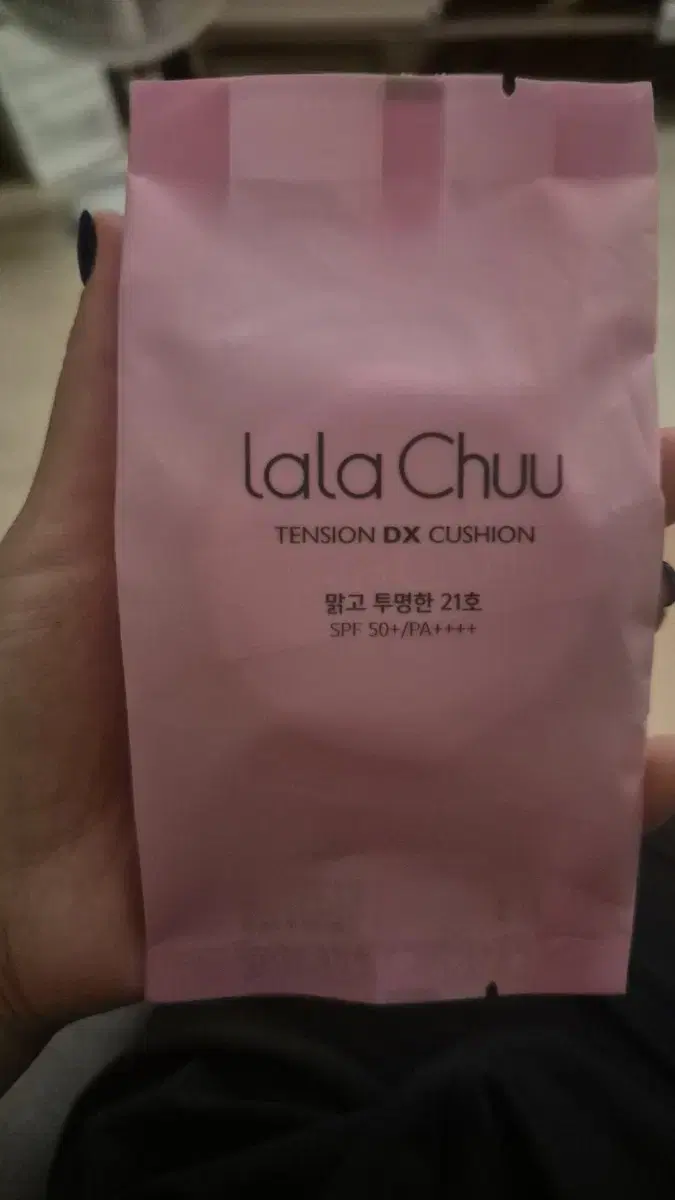 lala Chuu
TENSION DX CUSHION
맑고 투명한 21호
SPF 50+/PA++++